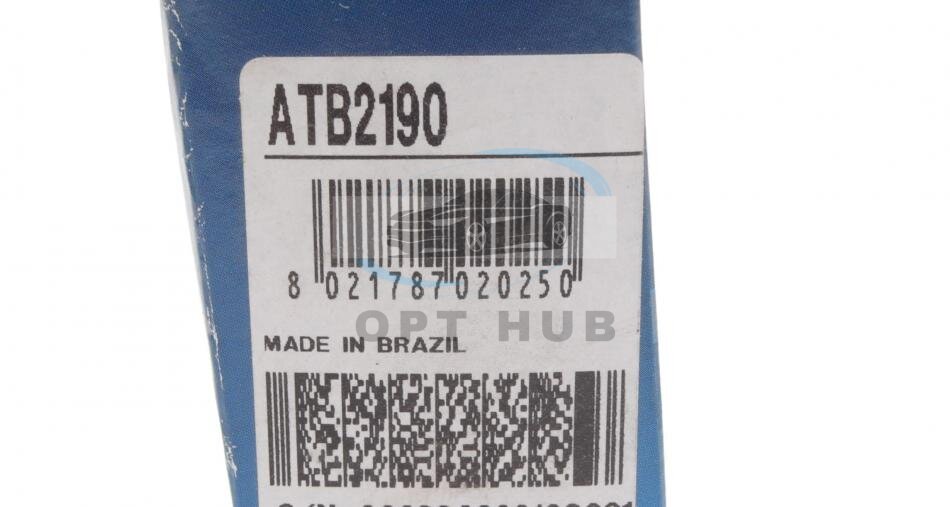 ATB2190
8 021787 020250
OPT HUB
MADE IN BRAZIL